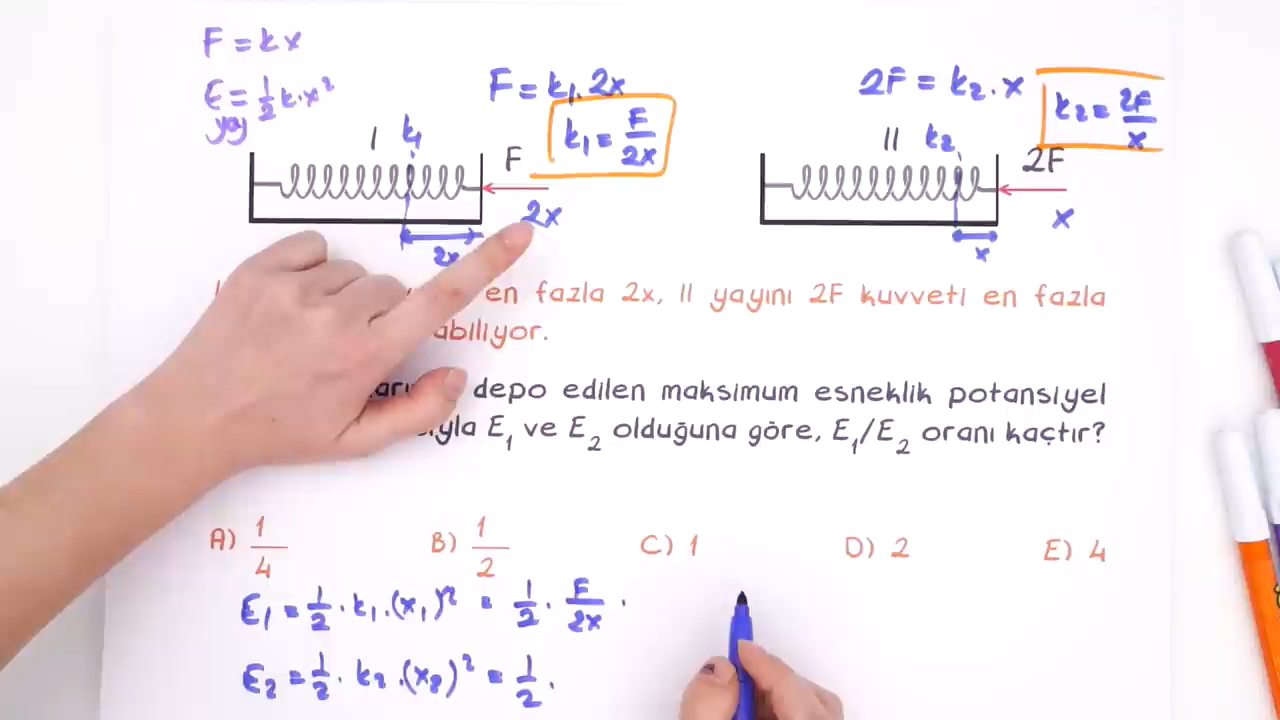 F = kx
E = 1/2 k.x²
yay
F = k₁.2x
k₁ = F/2x
2F = k₂.x
k₂ = 2F/x
I k₁
F
2x
2x
II k₂
2F
x
x
en fazla 2x, II yayını 2F kuvveti en fazla
abiliyor.
depo edilen maksimum esneklik potansiyel
yla E₁ ve E₂ olduğuna göre, E₁/E₂ oranı kaçtır?
A) 1/4 B) 1/2 C) 1 D) 2 E) 4
E₁ = 1/2 . k₁.(x₁)² = 1/2 . F/2x .
E₂ = 1/2 . k₂.(x₂)² = 1/2 .